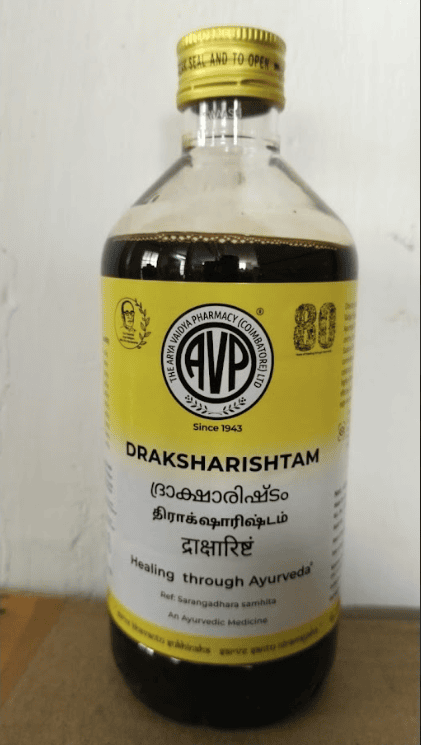 SEAL AND TO OPEN
THE ARYA VAIDYA PHARMACY (COIMBATORE) LTD
AVP
®
80
Since 1943
DRAKSHARISHTAM
ദ്രാക്ഷാരിഷ്ടം
திராக்ஷாரிஷ்டம்
द्राक्षारिष्टं
Healing through Ayurveda
Ref: Sarangadhara samhita
An Ayurvedic Medicine